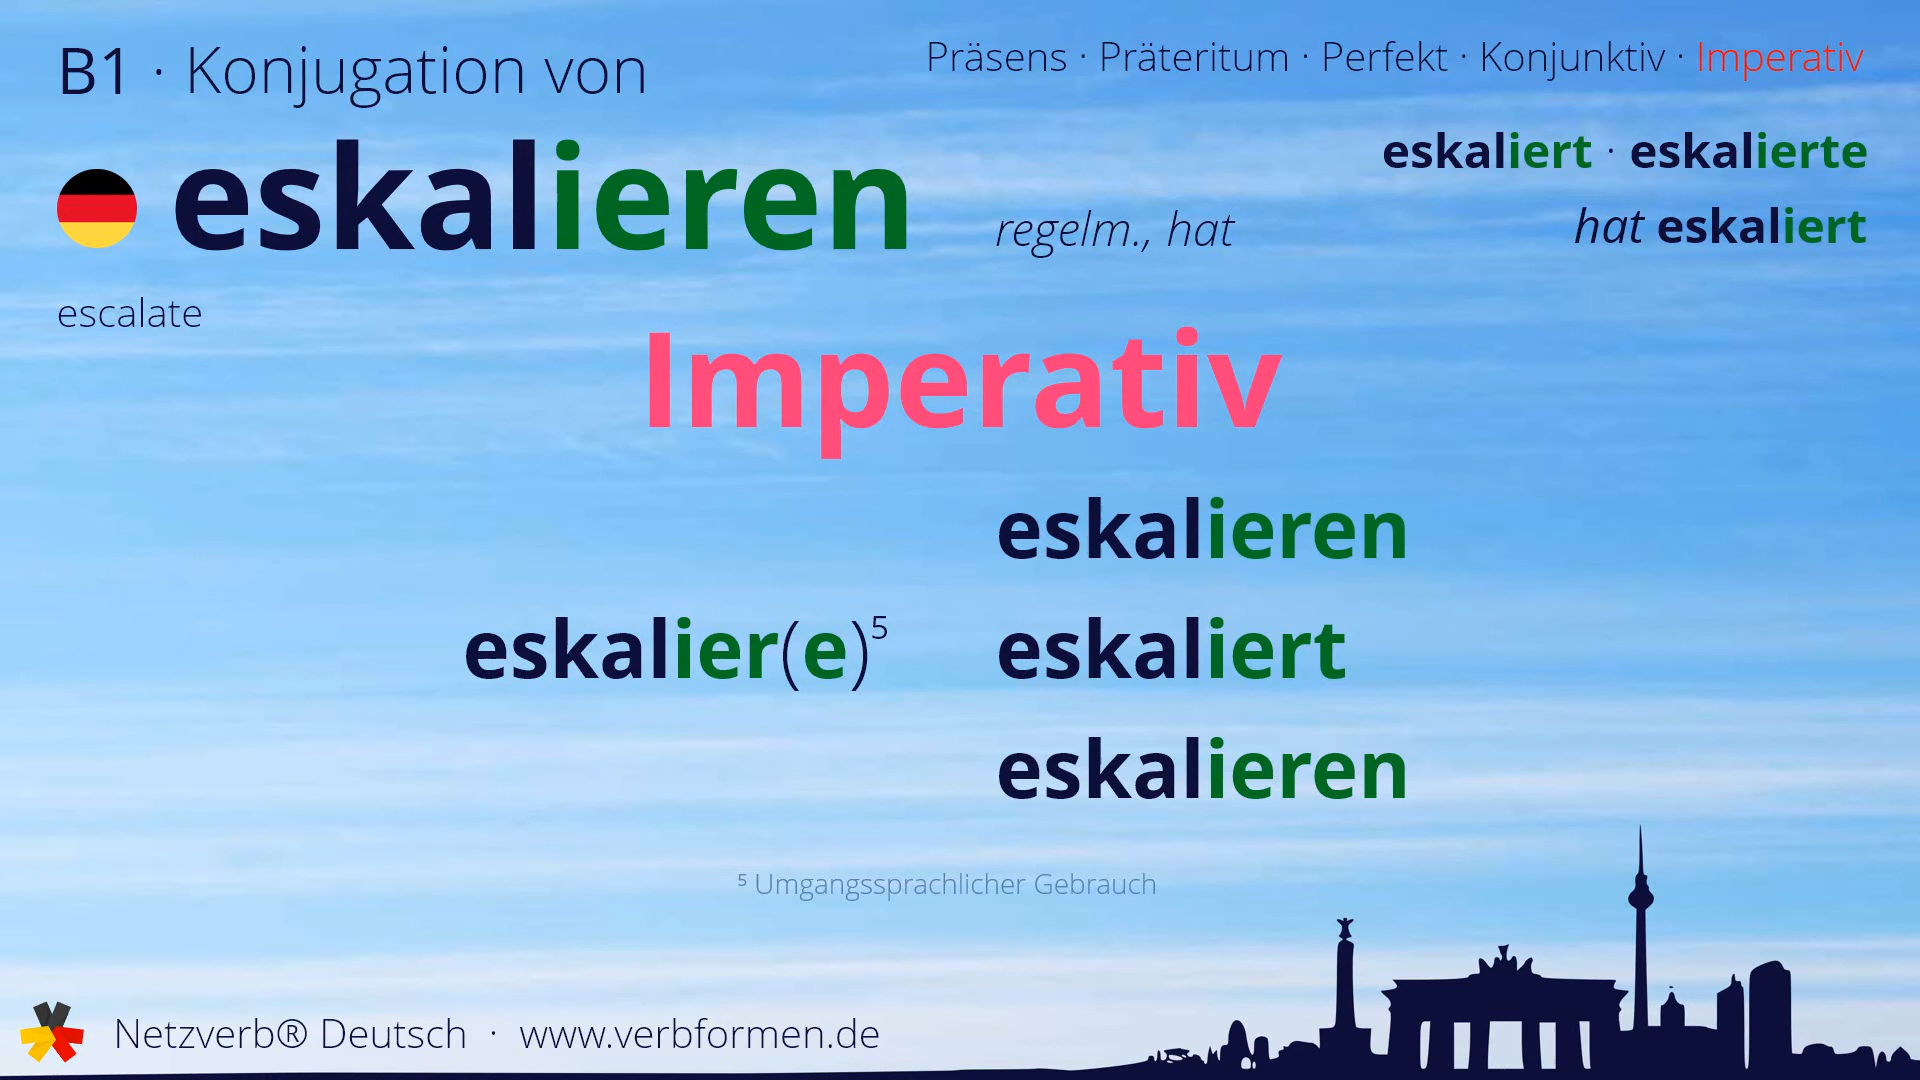 B1 · Konjugation von
Präsens · Präteritum · Perfekt · Konjunktiv · Imperativ
eskalieren
regelm., hat
eskaliert · eskalierte
hat eskaliert
escalate
Imperativ
eskalieren
eskalier(e)⁵ eskaliert
eskalieren
⁵ Umgangssprachlicher Gebrauch
Netzverb® Deutsch · www.verbformen.de